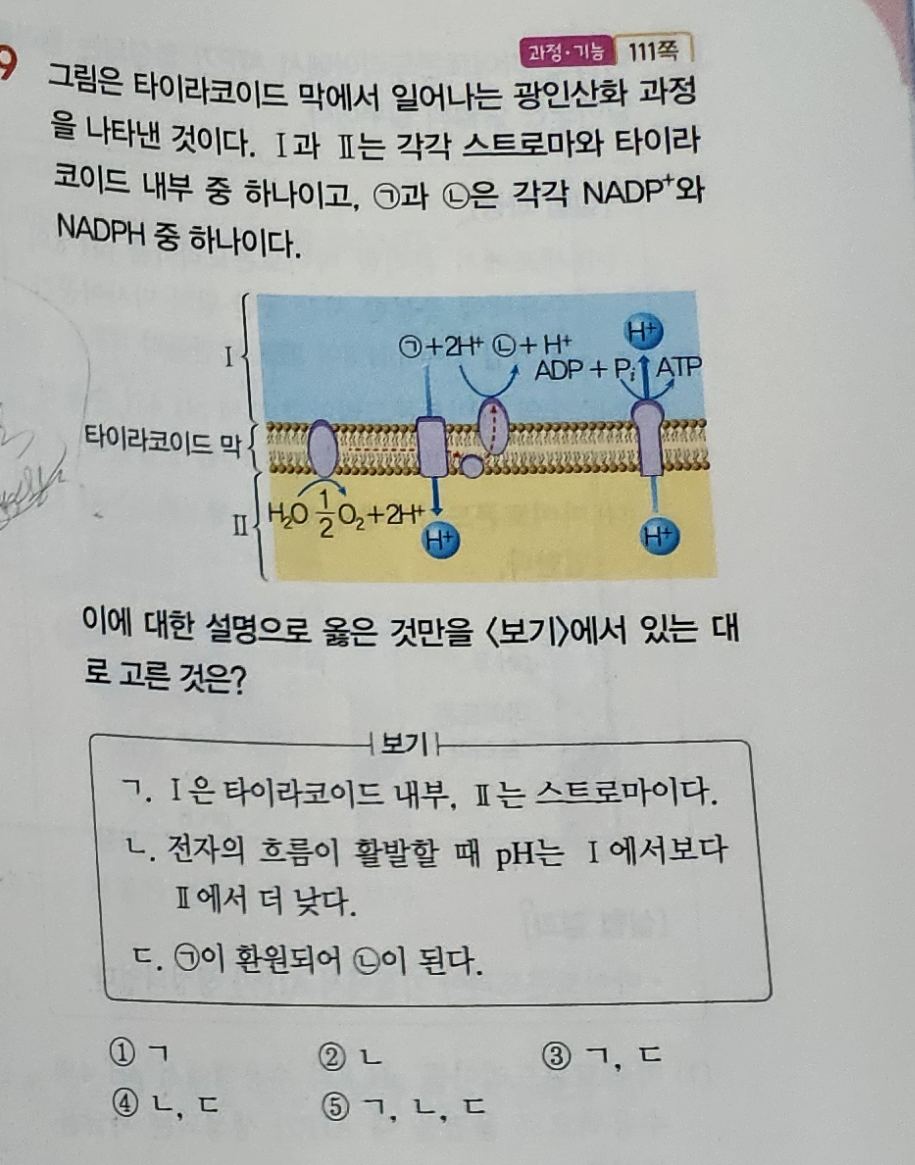 과정·기능 111쪽
9
그림은 타이라코이드 막에서 일어나는 광인산화 과정
을 나타낸 것이다. Ⅰ과 Ⅱ는 각각 스트로마와 타이라
코이드 내부 중 하나이고, ㉠과 ㉡은 각각 NADP⁺와
NADPH 중 하나이다.
Ⅰ
㉠+2H⁺ ㉡+H⁺
H⁺
ADP+Pᵢ ATP
타이라코이드 막
Ⅱ
H₂O ½O₂+2H⁺
H⁺
H⁺
이에 대한 설명으로 옳은 것만을 〈보기〉에서 있는 대
로 고른 것은?
보기
ㄱ. Ⅰ은 타이라코이드 내부, Ⅱ는 스트로마이다.
ㄴ. 전자의 흐름이 활발할 때 pH는 Ⅰ에서보다
Ⅱ에서 더 낮다.
ㄷ. ㉠이 환원되어 ㉡이 된다.
① ㄱ ② ㄴ ③ ㄱ, ㄷ
④ ㄴ, ㄷ ⑤ ㄱ, ㄴ, ㄷ